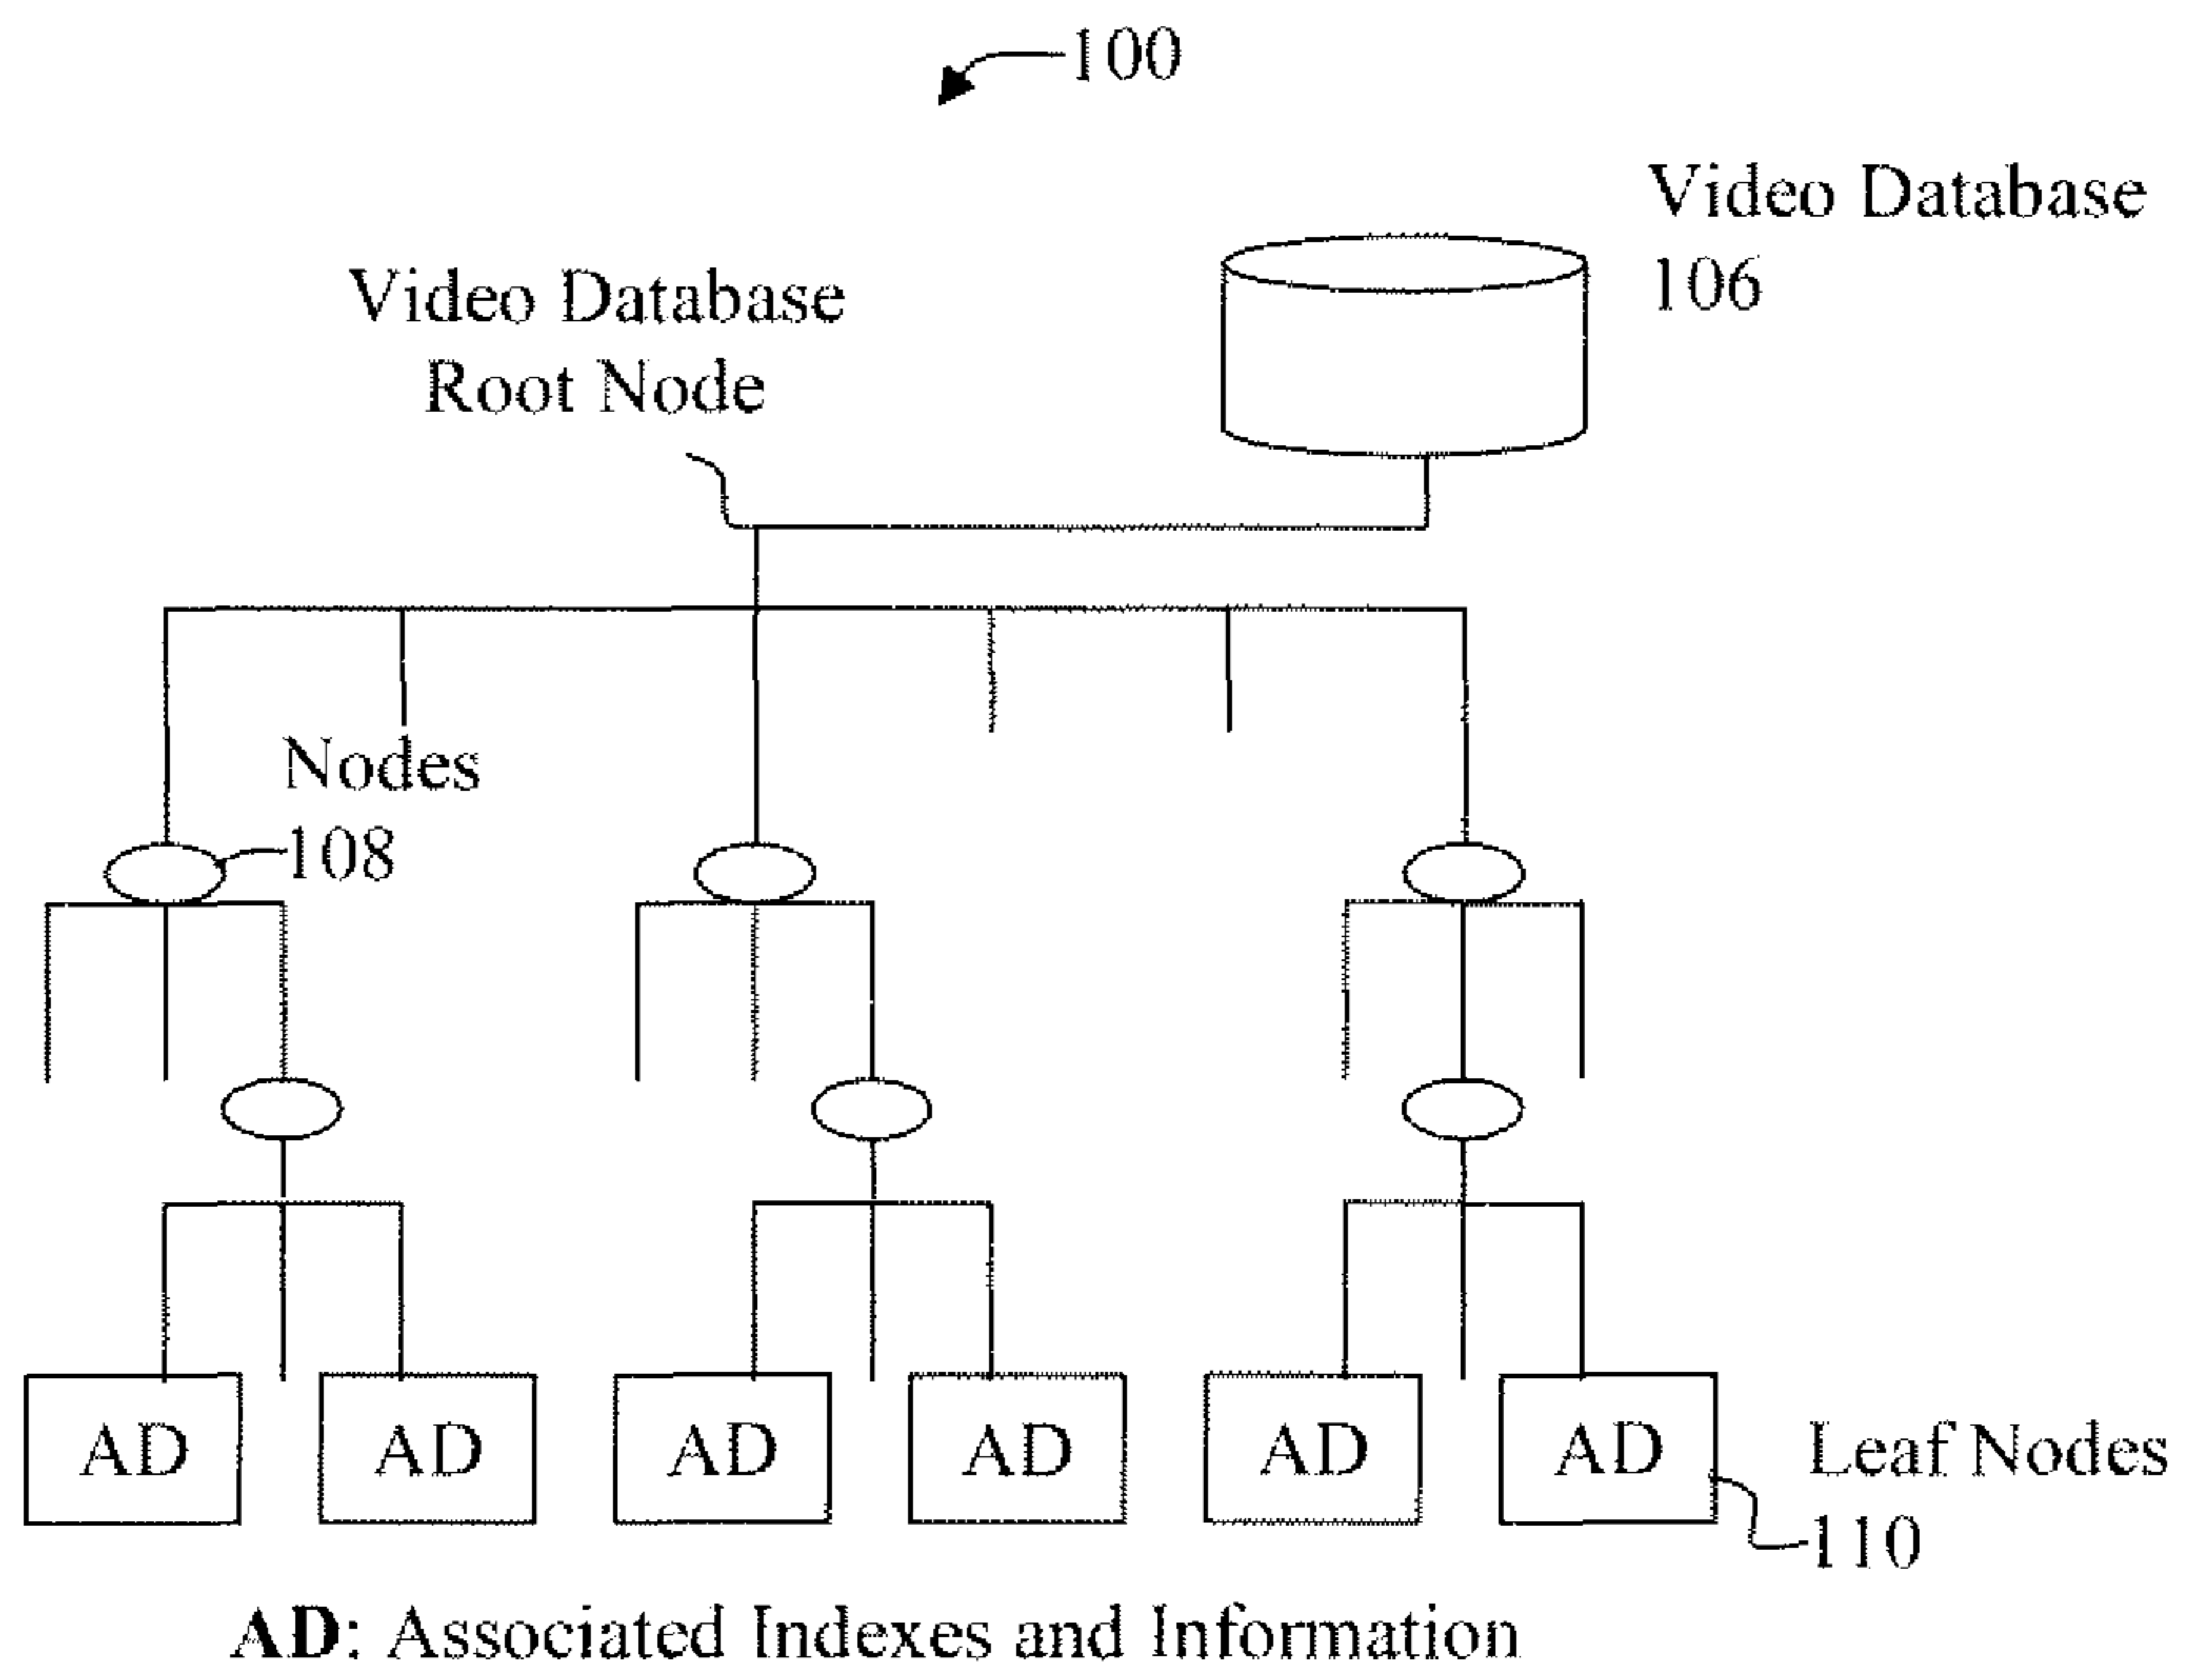 100
Video Database
106
Video Database
Root Node
Nodes
108
AD AD AD AD AD AD
Leaf Nodes
110
AD: Associated Indexes and Information